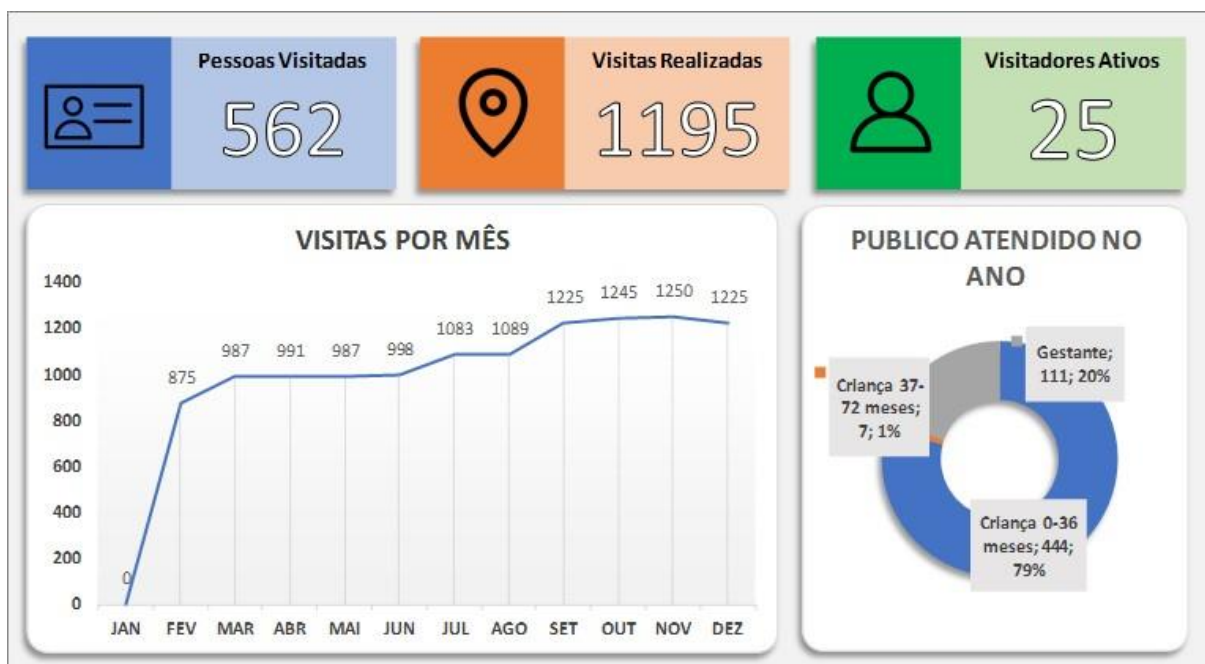 Pessoas Visitadas
562
Visitas Realizadas
1195
Visitadores Ativos
25
VISITAS POR MÊS
1400
1200
1000
800
600
400
200
0
0
875
987
991
987
998
1083
1089
1225
1245
1250
1225
JAN FEV MAR ABR MAI JUN JUL AGO SET OUT NOV DEZ
PUBLICO ATENDIDO NO
ANO
Gestante;
111; 20%
Criança 37-
72 meses;
7; 1%
Criança 0-36
meses; 444;
79%